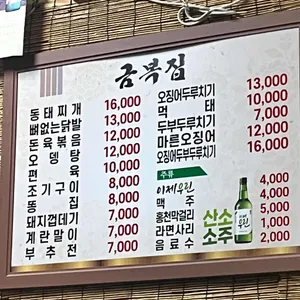 금복집
동태찌개 16,000
뼈없는닭발 13,000
돈육볶음 12,000
오뎅탕 12,000
편육 10,000
조기구이 8,000
똥집 8,000
돼지껍데기 7,000
계란말이 7,000
부추전 7,000
오징어두루치기 13,000
먹태 10,000
두부두루치기 7,000
마른오징어 12,000
오징어두부두루치기 16,000
주류
이제우린 4,000
맥주 4,000
홍천막걸리 5,000
라면사리 1,000
음료수 2,000
산소
소주